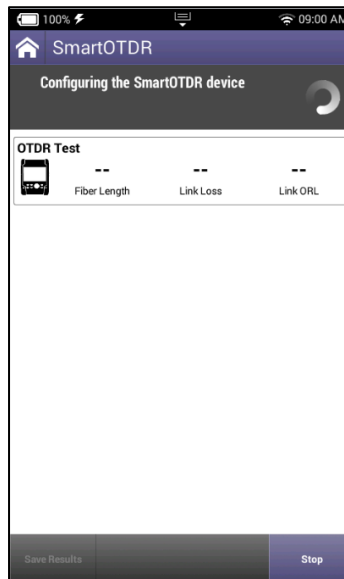 100% 09:00 AM
SmartOTDR
Configuring the SmartOTDR device
OTDR Test
-- -- --
Fiber Length Link Loss Link ORL
Save Results Stop